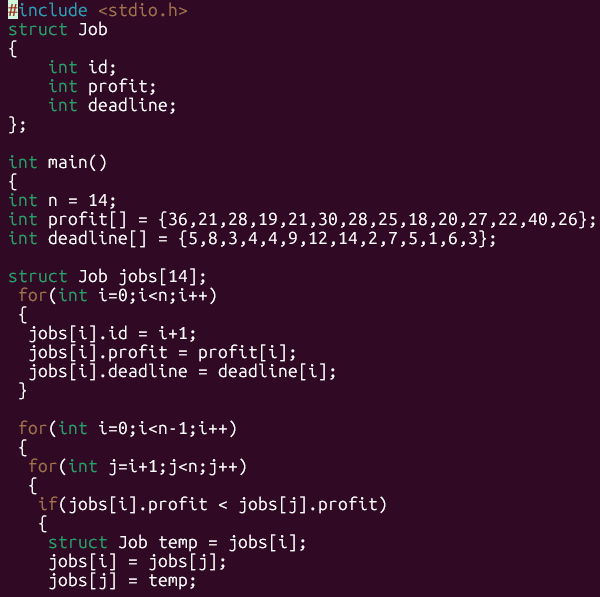 #include <stdio.h>
struct Job
{
    int id;
    int profit;
    int deadline;
};

int main()
{
int n = 14;
int profit[] = {36,21,28,19,21,30,28,25,18,20,27,22,40,26};
int deadline[] = {5,8,3,4,4,9,12,14,2,7,5,1,6,3};

struct Job jobs[14];
 for(int i=0;i<n;i++)
 {
  jobs[i].id = i+1;
  jobs[i].profit = profit[i];
  jobs[i].deadline = deadline[i];
 }

 for(int i=0;i<n-1;i++)
 {
  for(int j=i+1;j<n;j++)
  {
   if(jobs[i].profit < jobs[j].profit)
   {
    struct Job temp = jobs[i];
    jobs[i] = jobs[j];
    jobs[j] = temp;